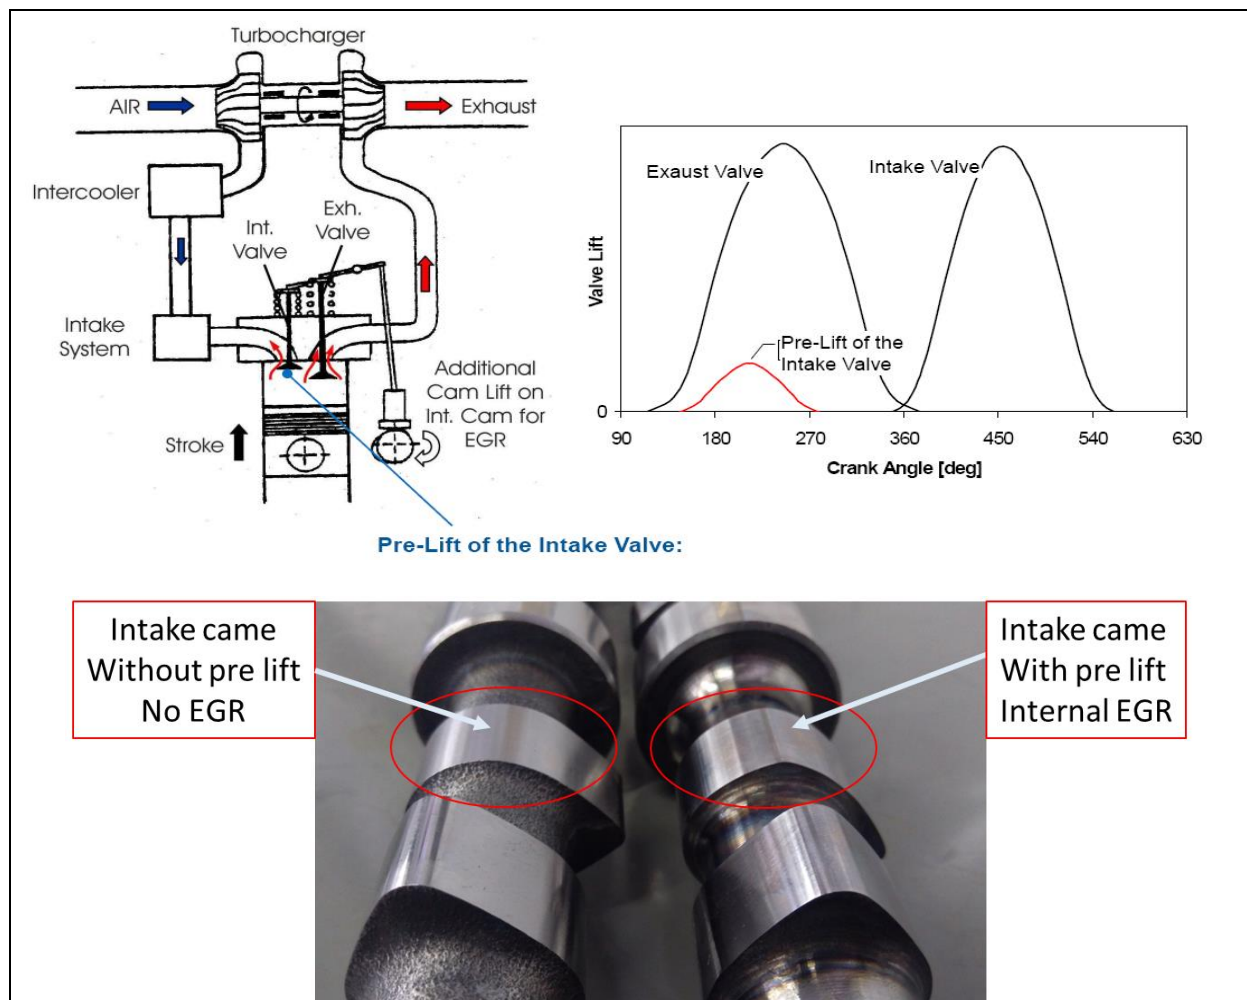 Turbocharger
AIR
Exhaust
Intercooler
Int.
Valve
Exh.
Valve
Intake
System
Additional
Cam Lift on
Int. Cam for
EGR
Stroke
Pre-Lift of the Intake Valve:
Exaust Valve
Intake Valve
Pre-Lift of the
Intake Valve
Valve Lift
0
90 180 270 360 450 540 630
Crank Angle [deg]
Intake came
Without pre lift
No EGR
Intake came
With pre lift
Internal EGR